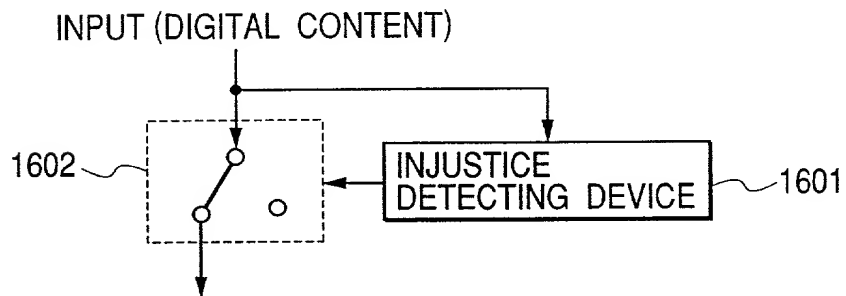 INPUT (DIGITAL CONTENT)
1602
INJUSTICE
DETECTING DEVICE
1601